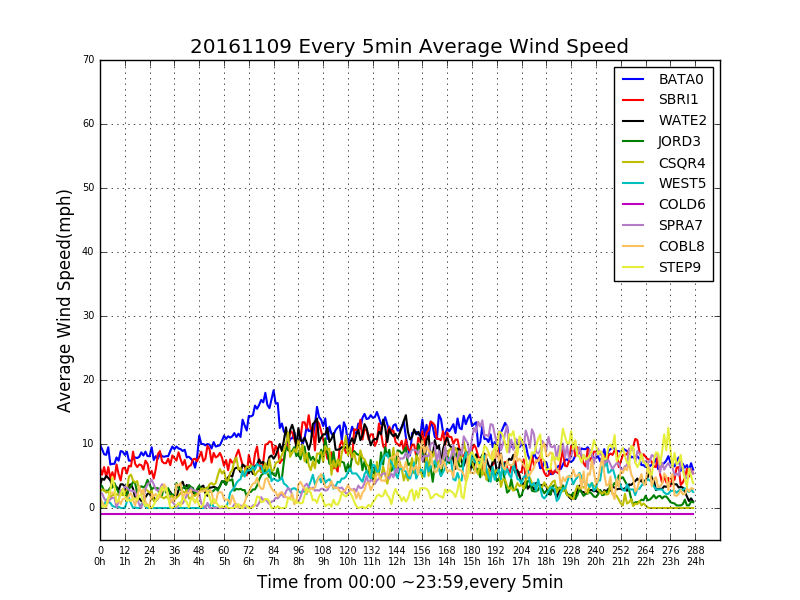 20161109 Every 5min Average Wind Speed
70
60
50
40
30
20
10
0
Average Wind Speed(mph)
BATA0
SBRI1
WATE2
JORD3
CSQR4
WEST5
COLD6
SPRA7
COBL8
STEP9
0 12 24 36 48 60 72 84 96 108 120 132 144 156 168 180 192 204 216 228 240 252 264 276 288
0h 1h 2h 3h 4h 5h 6h 7h 8h 9h 10h 11h 12h 13h 14h 15h 16h 17h 18h 19h 20h 21h 22h 23h 24h
Time from 00:00 ~23:59,every 5min